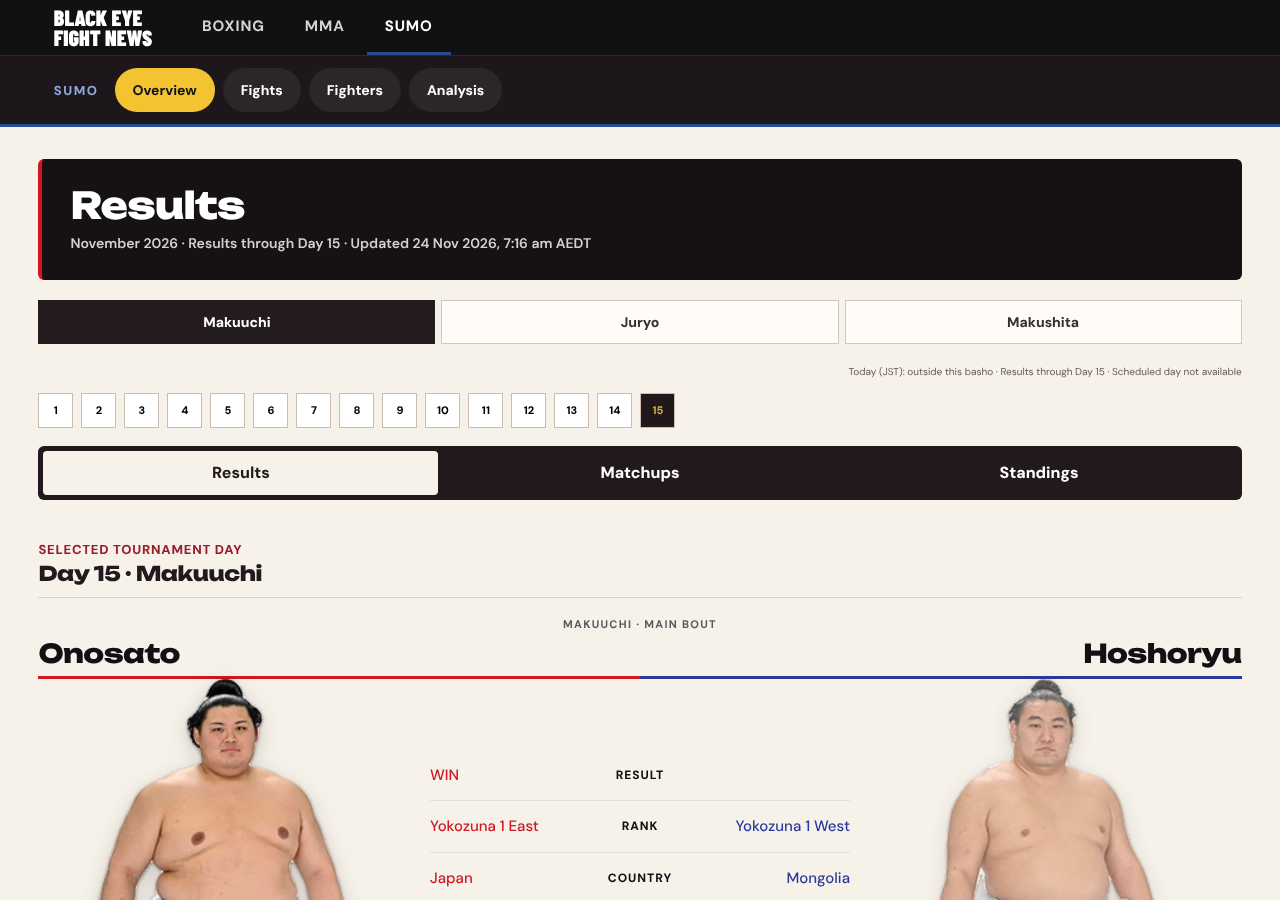 BLACK EYE
FIGHT NEWS
BOXING MMA SUMO
SUMO Overview Fights Fighters Analysis
Results
November 2026 · Results through Day 15 · Updated 24 Nov 2026, 7:16 am AEDT
Makuuchi Juryo Makushita
Today (JST): outside this basho · Results through Day 15 · Scheduled day not available
1 2 3 4 5 6 7 8 9 10 11 12 13 14 15
Results Matchups Standings
SELECTED TOURNAMENT DAY
Day 15 · Makuuchi
MAKUUCHI · MAIN BOUT
Onosato Hoshoryu
WIN RESULT
Yokozuna 1 East RANK Yokozuna 1 West
Japan COUNTRY Mongolia